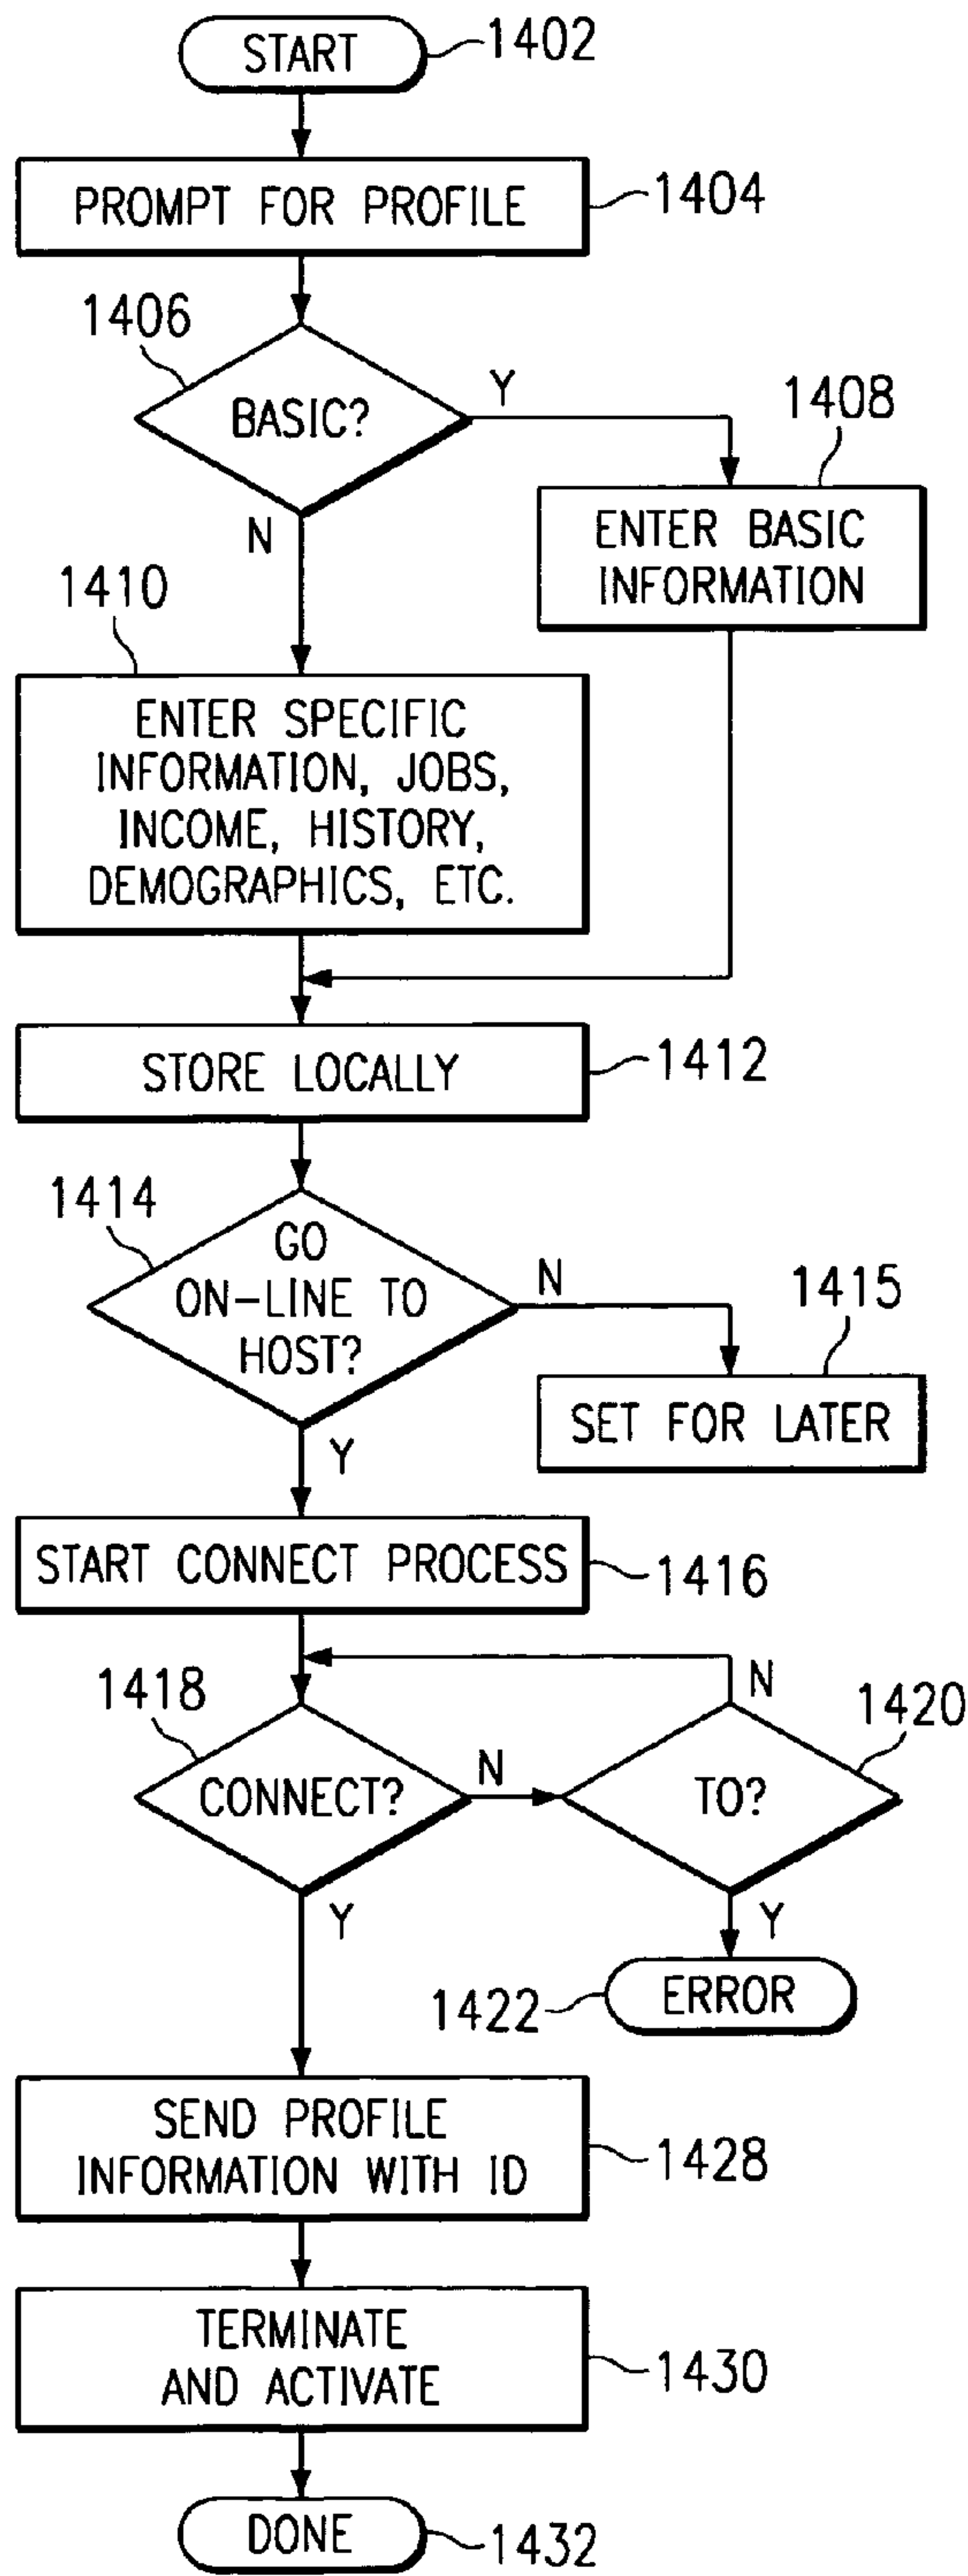 START
1402
PROMPT FOR PROFILE
1404
1406
BASIC?
Y
N
1408
ENTER BASIC
INFORMATION
1410
ENTER SPECIFIC
INFORMATION, JOBS,
INCOME, HISTORY,
DEMOGRAPHICS, ETC.
STORE LOCALLY
1412
1414
GO
ON-LINE TO
HOST?
N
Y
1415
SET FOR LATER
START CONNECT PROCESS
1416
1418
CONNECT?
N
Y
1420
TO?
N
Y
1422
ERROR
SEND PROFILE
INFORMATION WITH ID
1428
TERMINATE
AND ACTIVATE
1430
DONE
1432